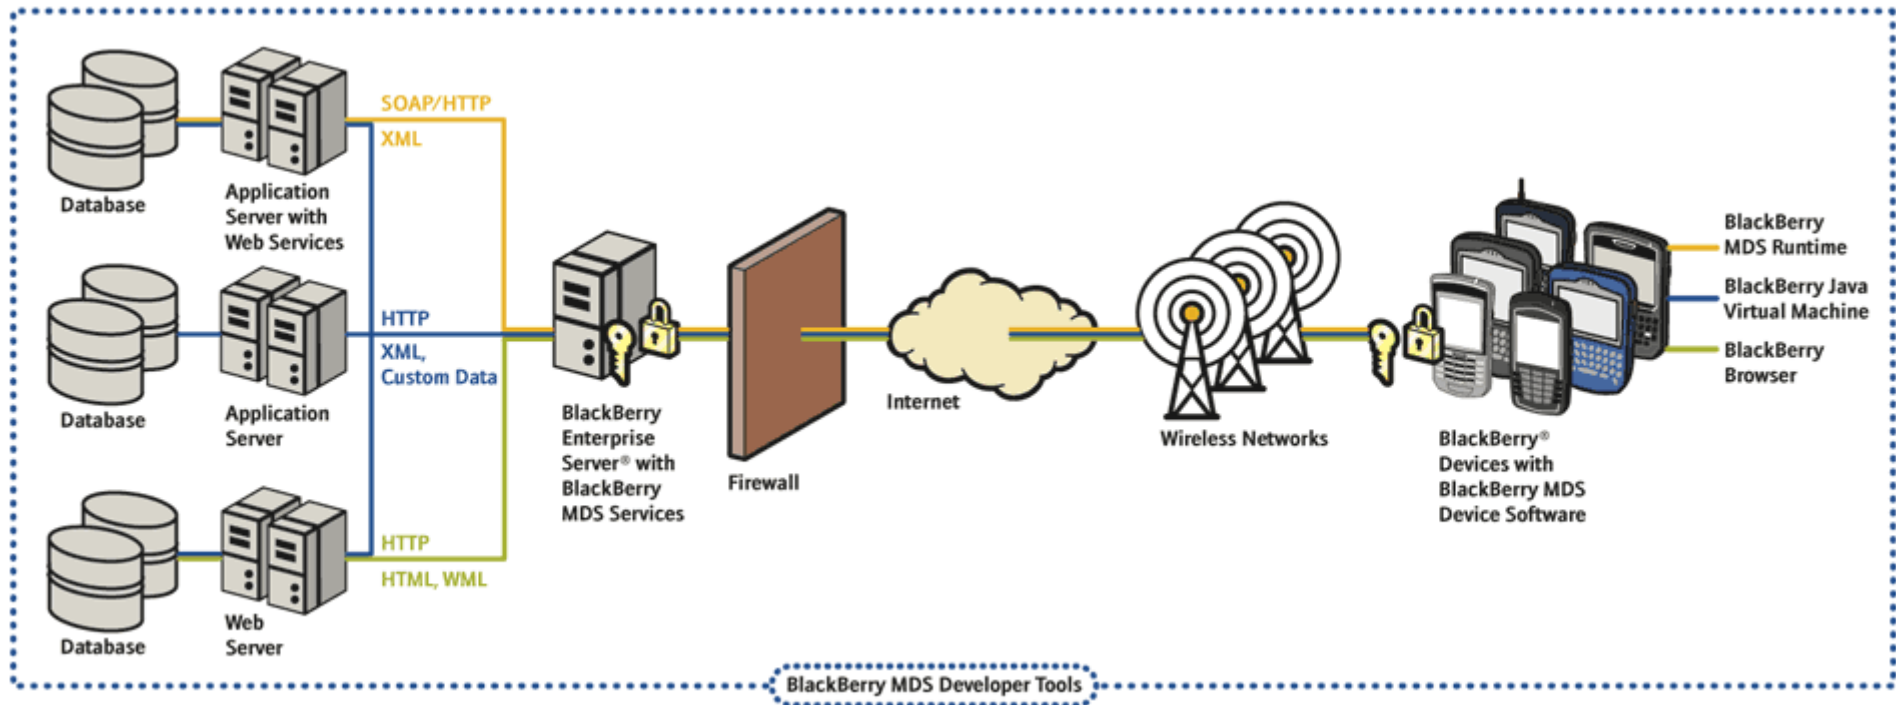 SOAP/HTTP
XML
Database
Application
Server with
Web Services
HTTP
XML,
Custom Data
Database
Application
Server
HTTP
HTML, WML
Database
Web
Server
BlackBerry
Enterprise
Server® with
BlackBerry
MDS Services
Firewall
Internet
Wireless Networks
BlackBerry®
Devices with
BlackBerry MDS
Device Software
BlackBerry
MDS Runtime
BlackBerry Java
Virtual Machine
BlackBerry
Browser
BlackBerry MDS Developer Tools